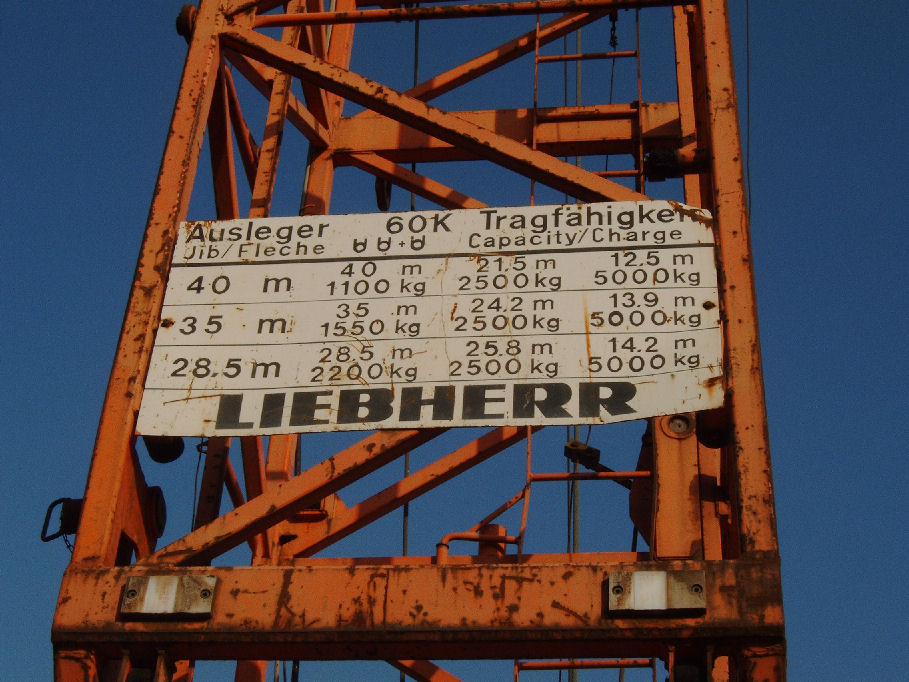 Ausleger 60K Tragfähigkeit
Jib/Fleche Capacity/Charge
40 m 40 m 21.5 m 12.5 m
1100 kg 2500 kg 5000 kg
35 m 35 m 24.2 m 13.9 m
1550 kg 2500 kg 5000 kg
28.5 m 28.5 m 25.8 m 14.2 m
2200 kg 2500 kg 5000 kg
LIEBHERR